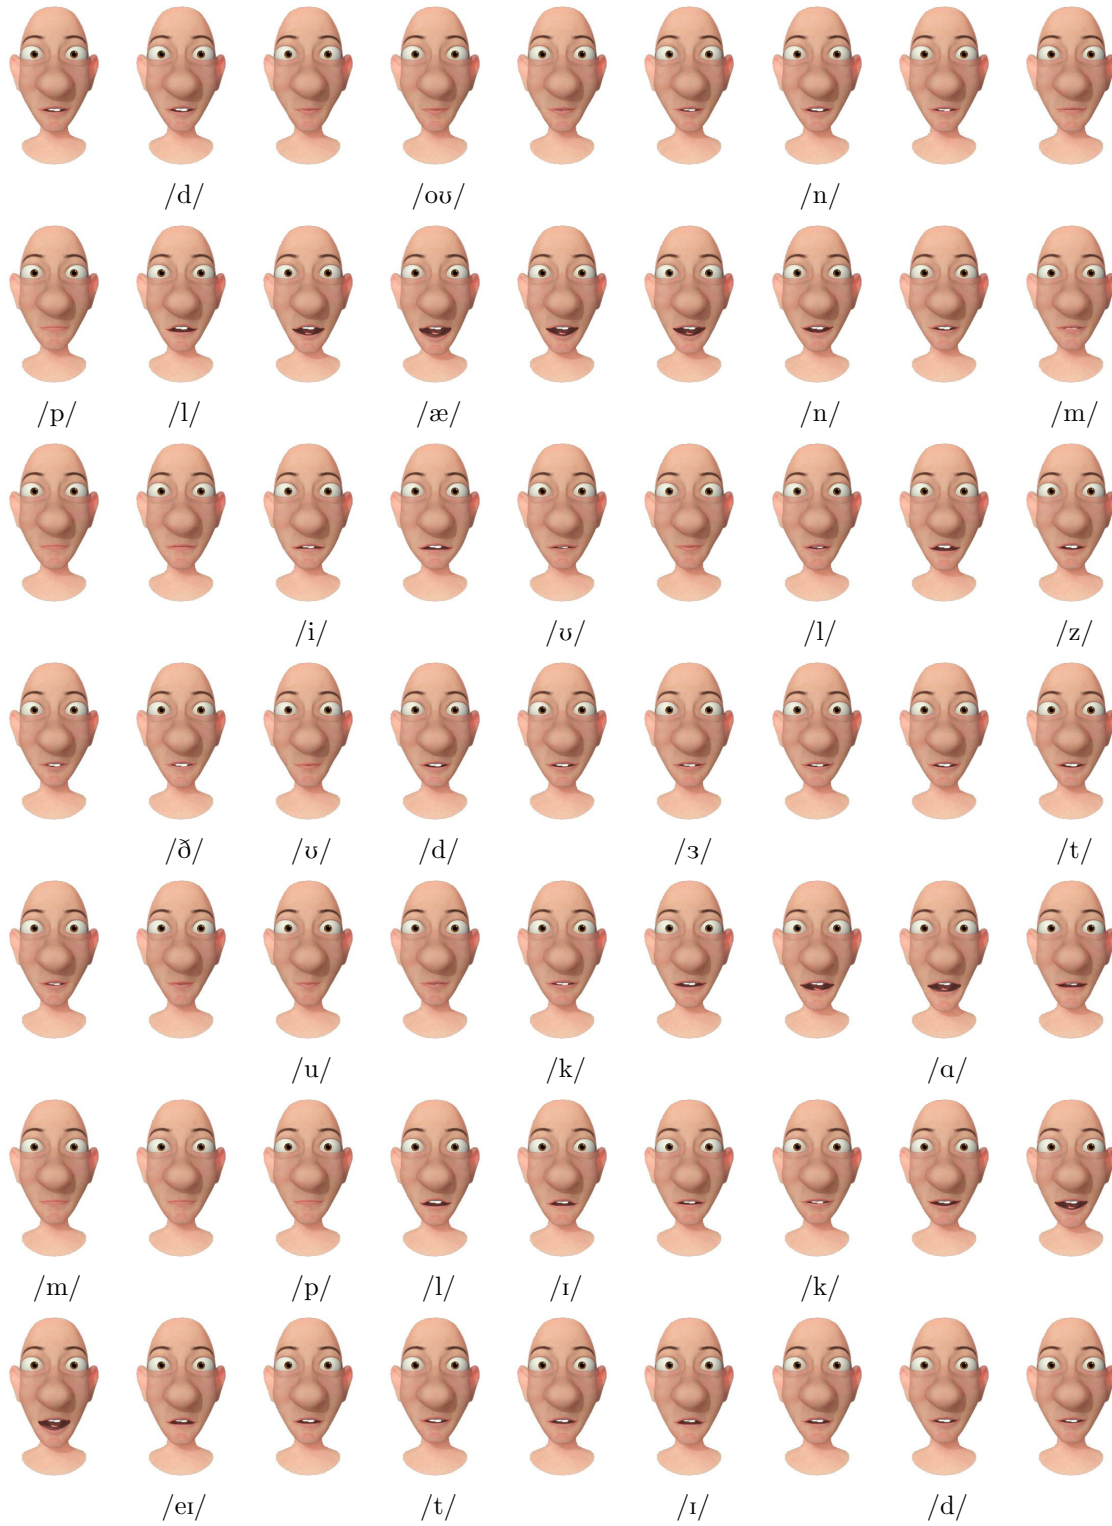 /d/ /oʊ/ /n/
/p/ /l/ /æ/ /n/ /m/
/i/ /ʊ/ /l/ /z/
/ð/ /ʊ/ /d/ /ɜ/ /t/
/u/ /k/ /ɑ/
/m/ /p/ /l/ /ɪ/ /k/
/eɪ/ /t/ /ɪ/ /d/